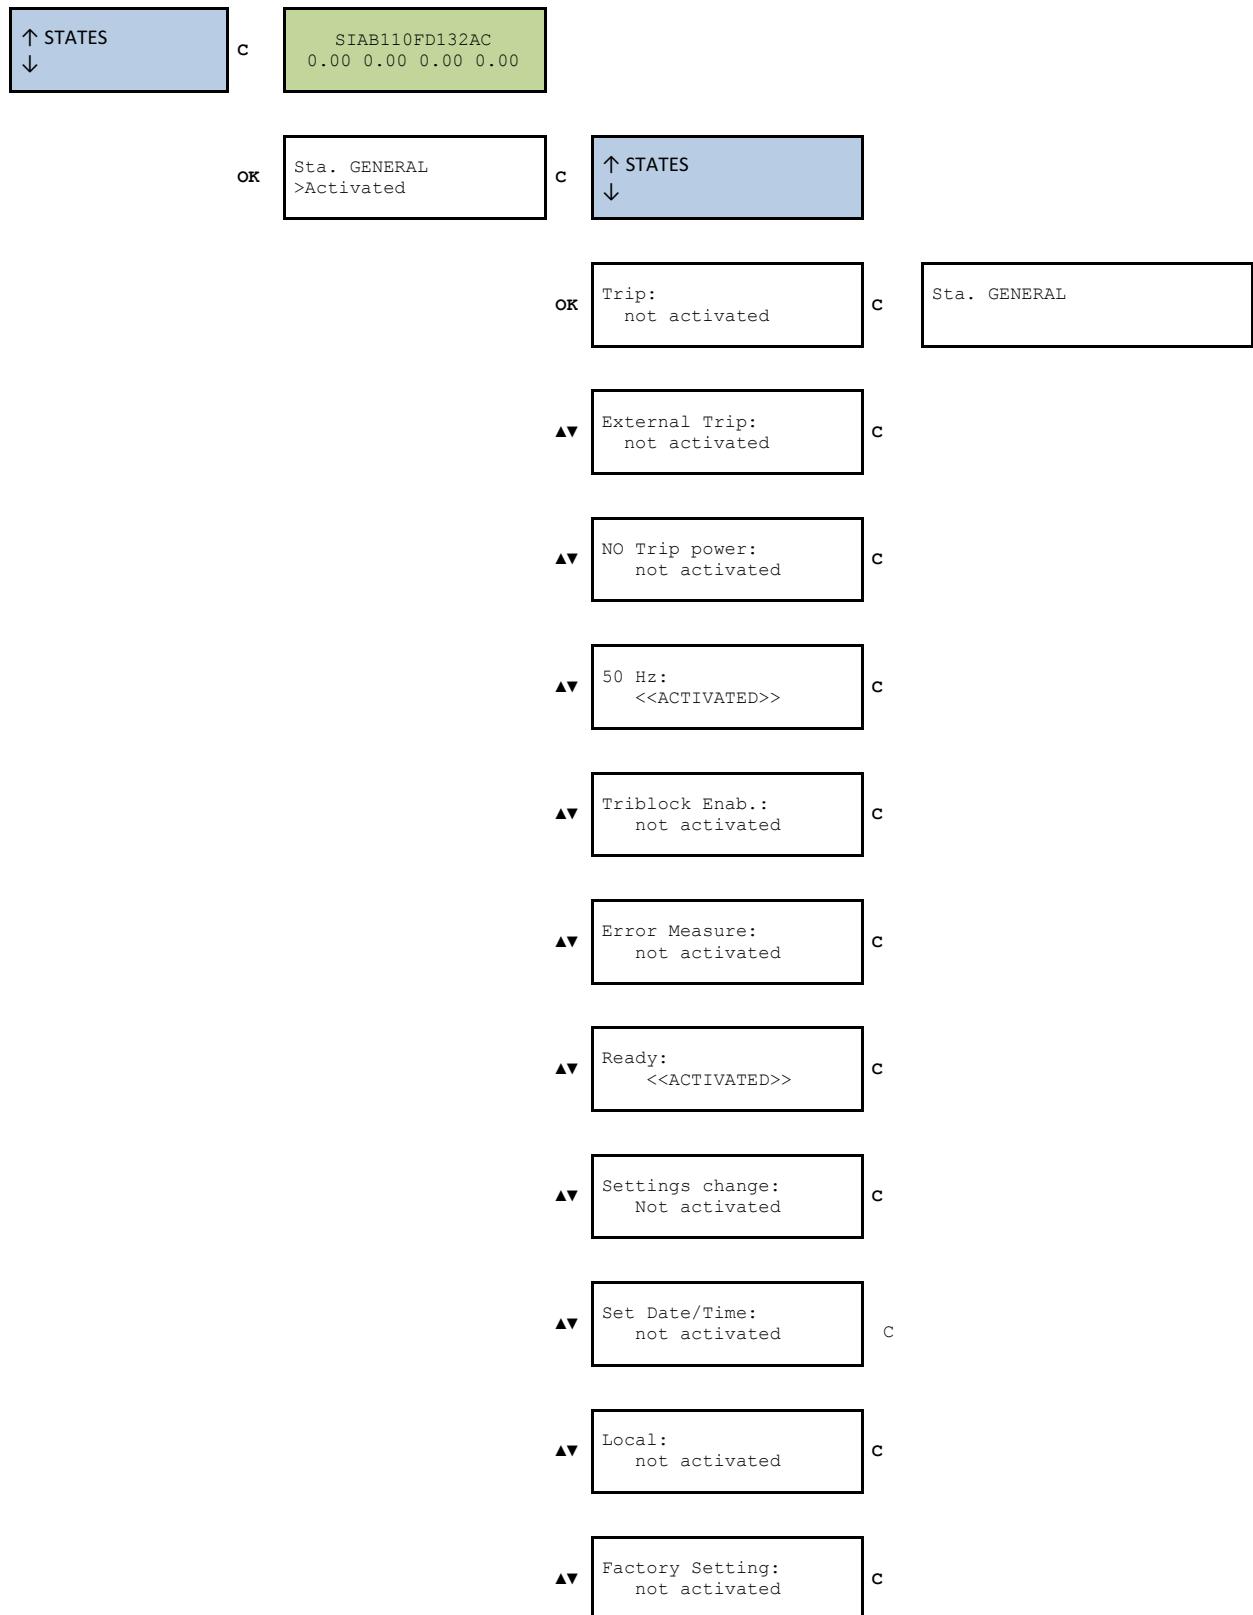 ↑ STATES
↓
C
SIAB110FD132AC
0.00 0.00 0.00 0.00
OK
Sta. GENERAL
>Activated
C
↑ STATES
↓
OK
Trip:
not activated
C
Sta. GENERAL
▲▼
External Trip:
not activated
C
▲▼
NO Trip power:
not activated
C
▲▼
50 Hz:
<<ACTIVATED>>
C
▲▼
Triblock Enab.:
not activated
C
▲▼
Error Measure:
not activated
C
▲▼
Ready:
<<ACTIVATED>>
C
▲▼
Settings change:
Not activated
C
▲▼
Set Date/Time:
not activated
C
▲▼
Local:
not activated
C
▲▼
Factory Setting:
not activated
C